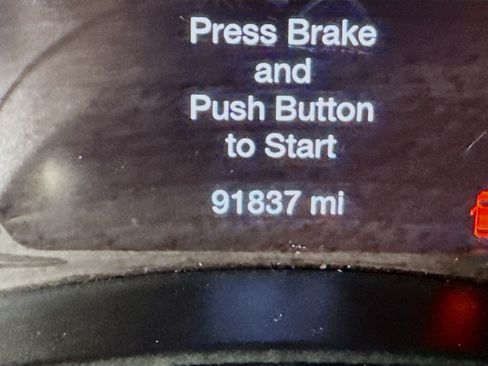 Press Brake
and
Push Button
to Start
91837 mi